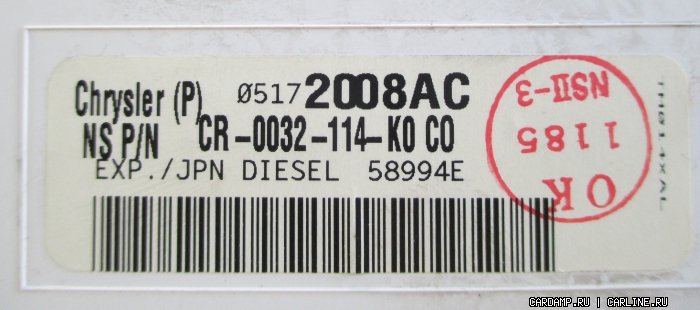 Chrysler (P) Ø5172008AC
NS P/N CR-0032-114-K0 CO
EXP./JPN DIESEL 58994E
OK
1185
NSII-3
CARDAMP.RU | CARLINE.RU